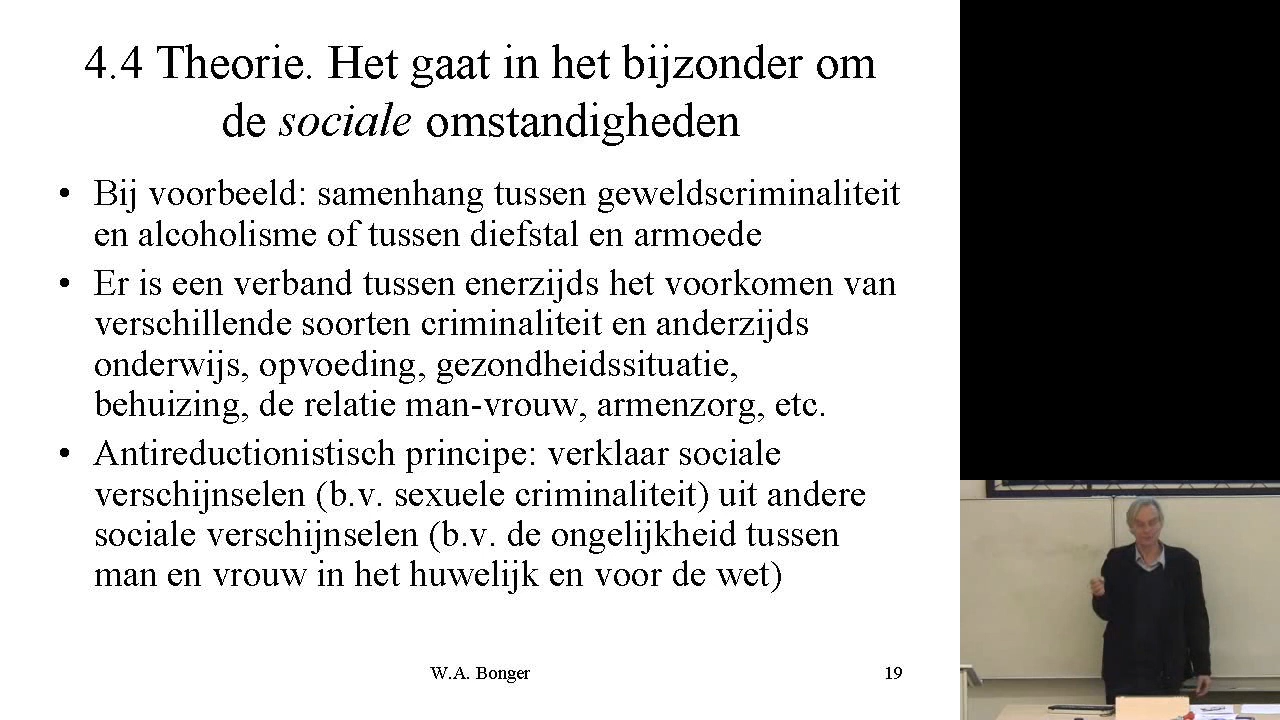 4.4 Theorie. Het gaat in het bijzonder om
de sociale omstandigheden
• Bij voorbeeld: samenhang tussen geweldscriminaliteit
en alcoholisme of tussen diefstal en armoede
• Er is een verband tussen enerzijds het voorkomen van
verschillende soorten criminaliteit en anderzijds
onderwijs, opvoeding, gezondheidssituatie,
behuizing, de relatie man-vrouw, armenzorg, etc.
• Antireductionistisch principe: verklaar sociale
verschijnselen (b.v. sexuele criminaliteit) uit andere
sociale verschijnselen (b.v. de ongelijkheid tussen
man en vrouw in het huwelijk en voor de wet)
W.A. Bonger
19